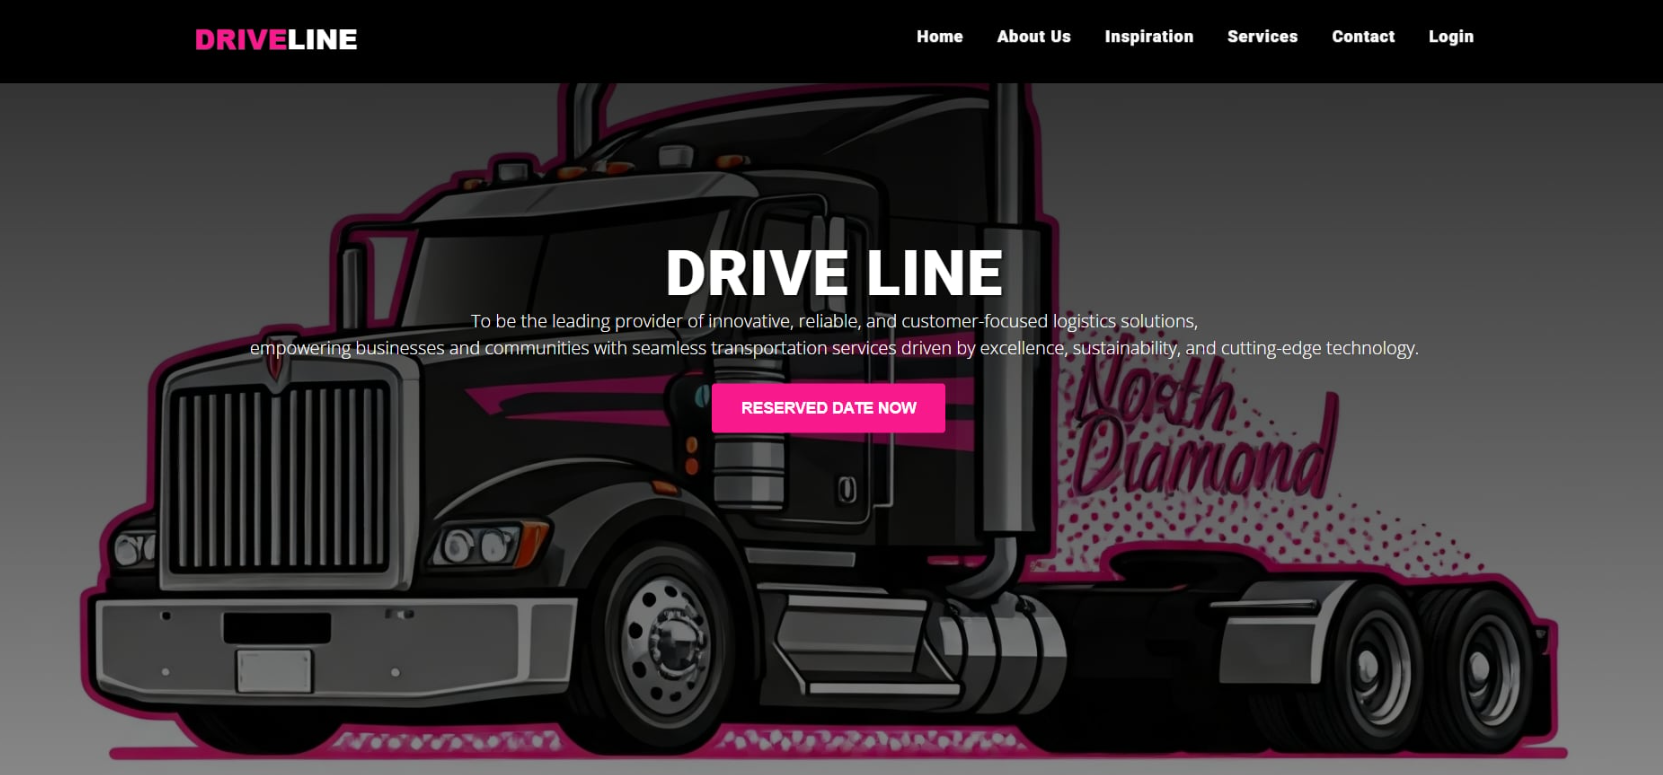 DRIVELINE
Home About Us Inspiration Services Contact Login
DRIVE LINE
To be the leading provider of innovative, reliable, and customer-focused logistics solutions,
empowering businesses and communities with seamless transportation services driven by excellence, sustainability, and cutting-edge technology.
RESERVED DATE NOW
North
Diamond